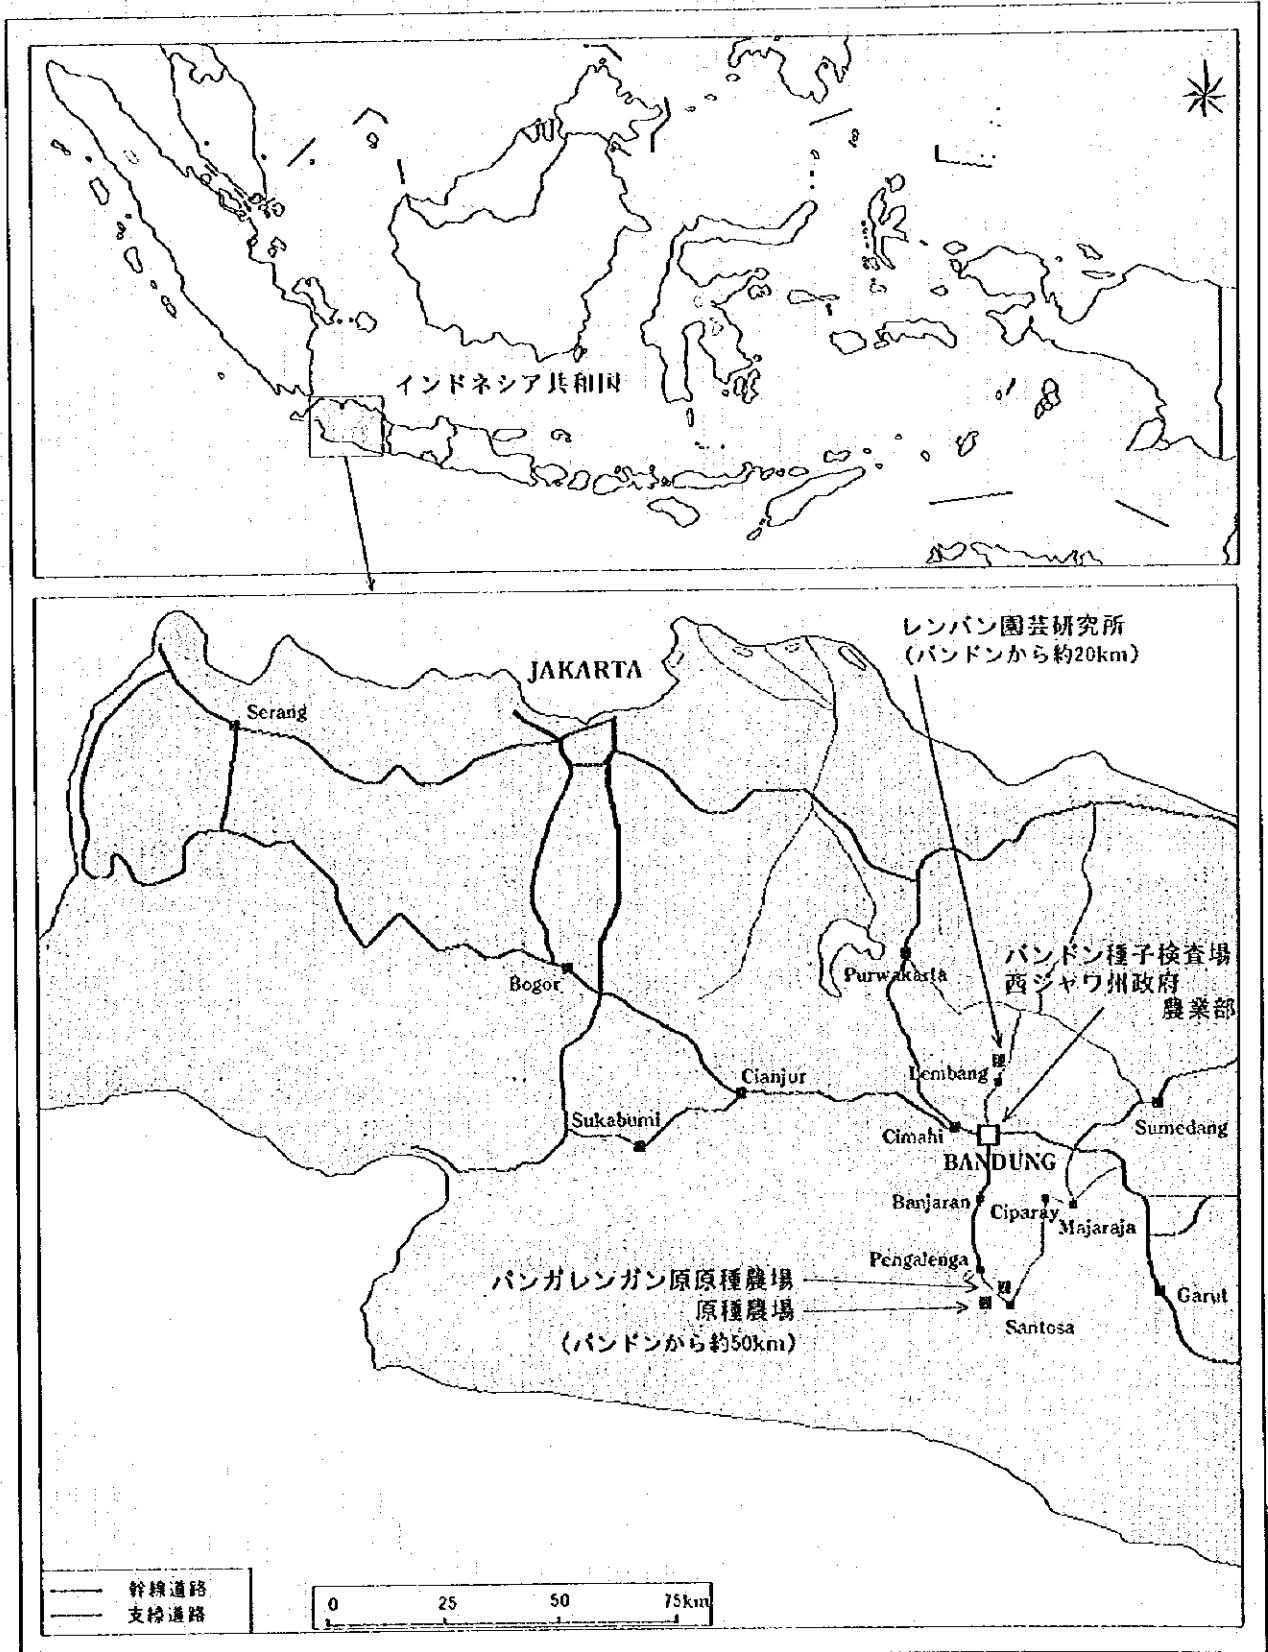 インドネシア共和国
レンバン園芸研究所
(バンドンから約20km)
JAKARTA
Serang
バンドン種子検査場
西ジャワ州政府
農業部
Purwakarta
Bogor
Lembang
Cianjur
Sukabumi
Cimahi
Sumedang
BANDUNG
Banjaran
Ciparay
Majaraja
Pengalenga
パンガレンガン原原種農場
原種農場
(バンドンから約50km)
Garut
Santosa
幹線道路
支線道路
0 25 50 75km